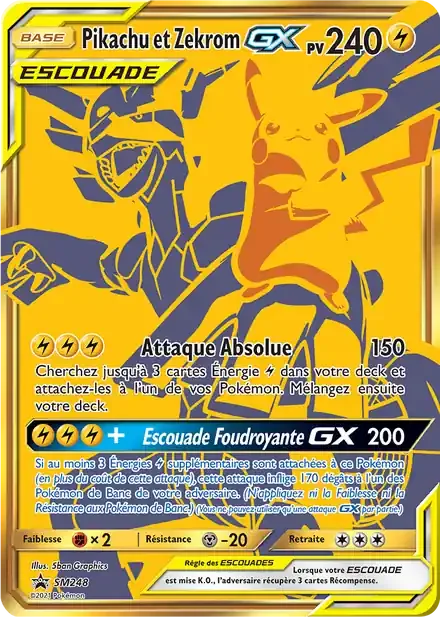 BASE Pikachu et Zekrom GX PV 240
ESCOUADE
Attaque Absolue 150
Cherchez jusqu'à 3 cartes Énergie dans votre deck et
attachez-les à l'un de vos Pokémon. Mélangez ensuite
votre deck.
+ Escouade Foudroyante GX 200
Si au moins 3 Énergies supplémentaires sont attachées à ce Pokémon
(en plus du coût de cette attaque), cette attaque inflige 170 dégâts à l'un des
Pokémon de Banc de votre adversaire. (N'appliquez ni la Faiblesse ni la
Résistance aux Pokémon de Banc.) (Vous ne pouvez utiliser qu'une attaque GX par partie.)
Faiblesse × 2 Résistance -20 Retraite
Illus. 5ban Graphics
Règle des ESCOUADES
Lorsque votre ESCOUADE
est mise K.O., l'adversaire récupère 3 cartes Récompense.
PROMO SM248
©2021 Pokémon